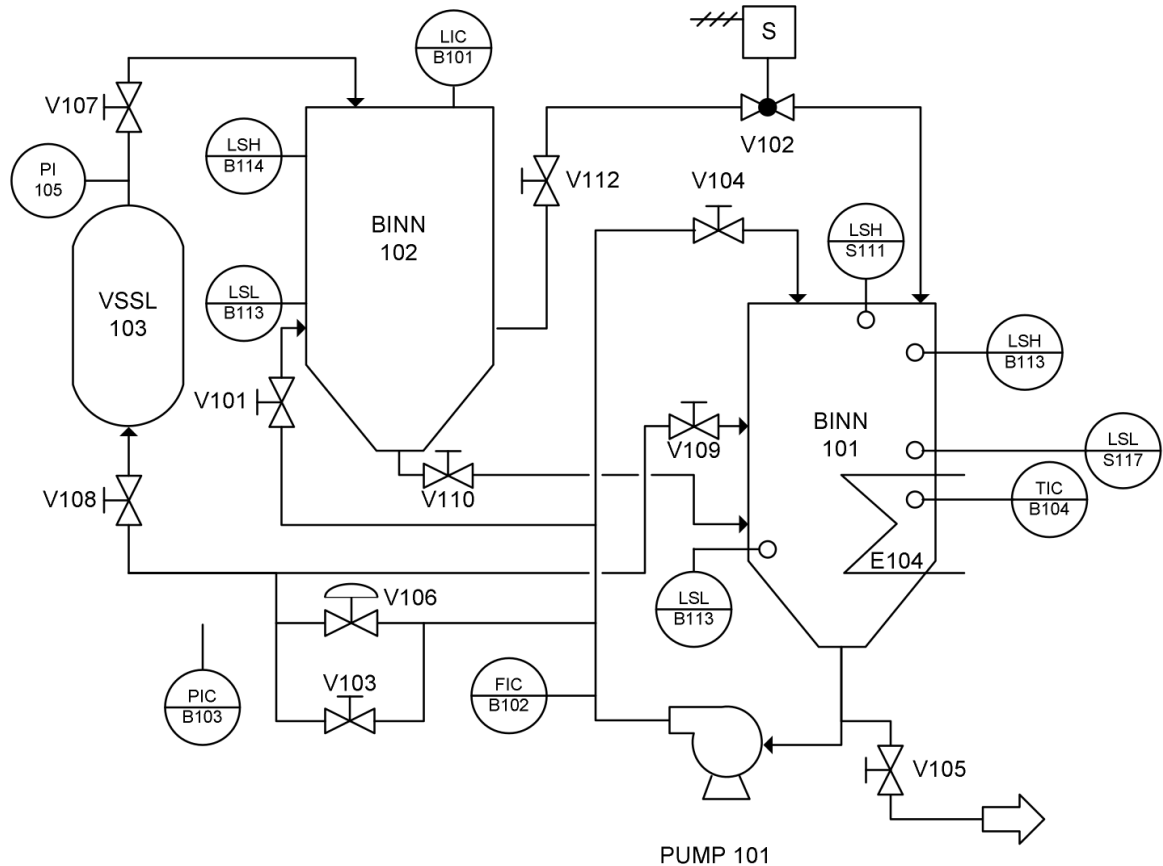 LIC
B101
S
V107
V102
LSH
B114
PI
105
V112
V104
BINN
102
LSH
S111
VSSL
103
LSL
B113
LSH
B113
V101
BINN
101
V109
LSL
S117
V108
V110
TIC
B104
E104
V106
LSL
B113
PIC
B103
V103
FIC
B102
V105
PUMP 101